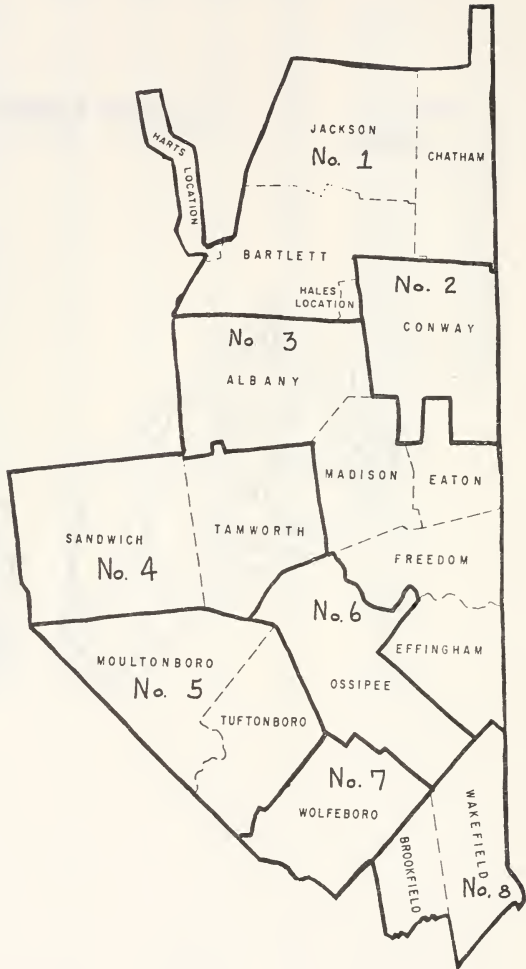 JACKSON
No. 1
CHATHAM
HARTS
LOCATION
BARTLETT
HALES
LOCATION
No. 2
CONWAY
No 3
ALBANY
MADISON
EATON
SANDWICH
No. 4
TAMWORTH
FREEDOM
No. 6
EFFINGHAM
MOULTONBORO
No. 5
OSSIPEE
TUFTONBORO
No. 7
WOLFEBORO
WAKEFIELD
BROOKFIELD
No. 8